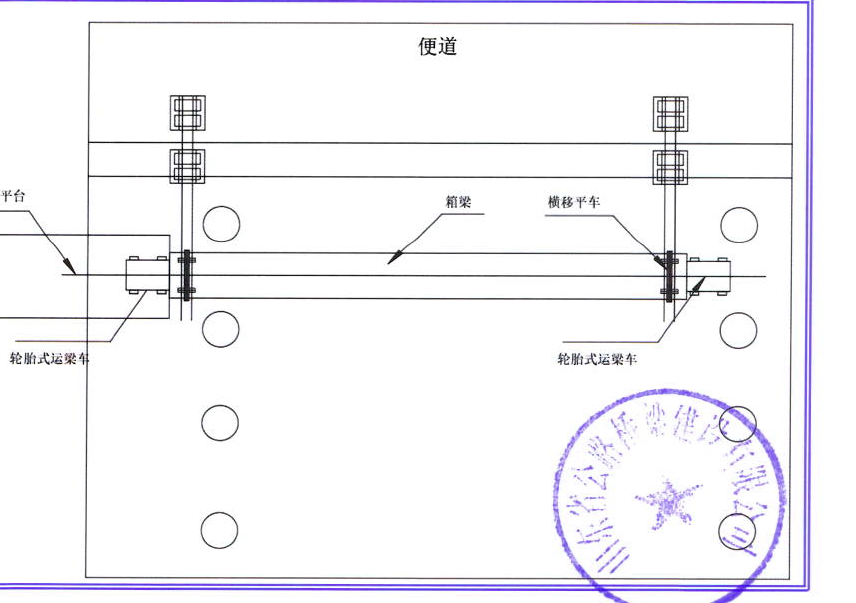 便道
平台
箱梁
横移平车
轮胎式运梁车
轮胎式运梁车
山东省公路桥梁建设有限公司